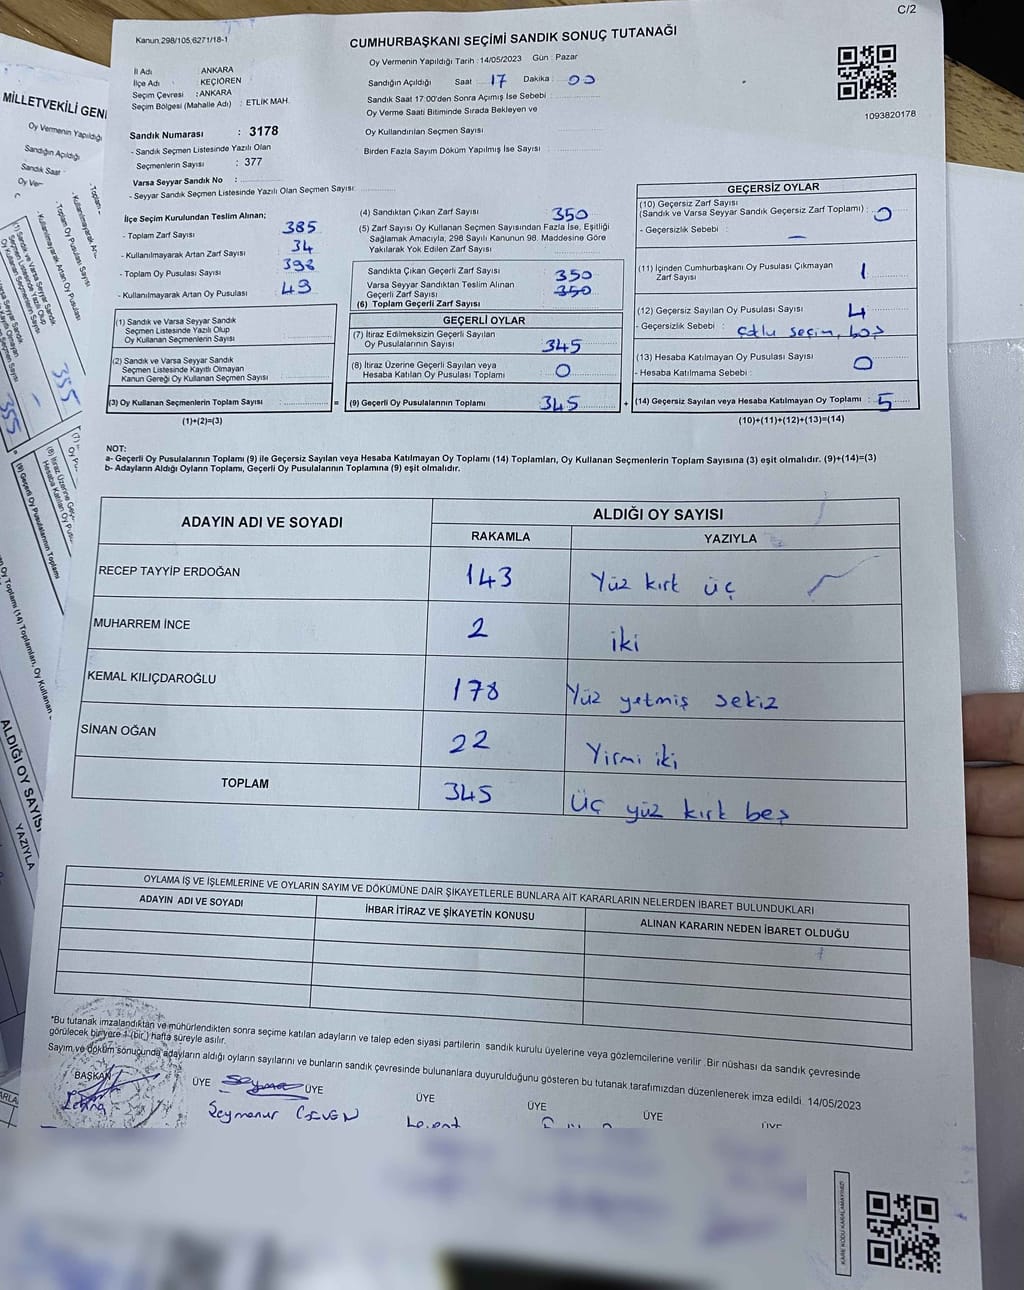 C/2
Kanun 298/105,6271/18-1
CUMHURBAŞKANI SEÇİMİ SANDIK SONUÇ TUTANAĞI
Oy Vermenin Yapıldığı Tarih : 14/05/2023 Gün : Pazar
İl Adı : ANKARA
İlçe Adı : KEÇİÖREN
Seçim Çevresi : ANKARA
Seçim Bölgesi (Mahalle Adı) : ETLİK MAH.
Sandığın Açıldığı Saat 17 Dakika : 00
Sandık Saat 17:00'den Sonra Açımış İse Sebebi :
Oy Verme Saati Bitiminde Sırada Bekleyen ve
Oy Kullandırılan Seçmen Sayısı
Birden Fazla Sayım Döküm Yapılmış İse Sayısı
1093820178
Sandık Numarası : 3178
- Sandık Seçmen Listesinde Yazılı Olan
Seçmenlerin Sayısı : 377
Varsa Seyyar Sandık No :
- Seyyar Sandık Seçmen Listesinde Yazılı Olan Seçmen Sayısı:
İlçe Seçim Kurulundan Teslim Alınan;
- Toplam Zarf Sayısı 385
- Kullanılmayarak Artan Zarf Sayısı 34
- Toplam Oy Pusulası Sayısı
- Kullanılmayarak Artan Oy Pusulası 49
(1) Sandık ve Varsa Seyyar Sandık
Seçmen Listesinde Yazılı Olup
Oy Kullanan Seçmenlerin Sayısı
(2) Sandık ve Varsa Seyyar Sandık
Seçmen Listesinde Kayıtlı Olmayan
Kanun Gereği Oy Kullanan Seçmen Sayısı
(3) Oy Kullanan Seçmenlerin Toplam Sayısı : =
(1)+(2)=(3)
(4) Sandıktan Çıkan Zarf Sayısı 350
(5) Zarf Sayısı Oy Kullanan Seçmen Sayısından Fazla İse, Eşitliği
Sağlamak Amacıyla, 298 Sayılı Kanunun 98. Maddesine Göre
Yakılarak Yok Edilen Zarf Sayısı
Sandıkta Çıkan Geçerli Zarf Sayısı 350
Varsa Seyyar Sandıktan Teslim Alınan
Geçerli Zarf Sayısı 350
(6) Toplam Geçerli Zarf Sayısı
GEÇERLİ OYLAR
(7) İtiraz Edilmeksizin Geçerli Sayılan
Oy Pusulalarının Sayısı 345
(8) İtiraz Üzerine Geçerli Sayılan veya
Hesaba Katılan Oy Pusulası Toplamı 0
(9) Geçerli Oy Pusulalarının Toplamı 345 +
GEÇERSİZ OYLAR
(10) Geçersiz Zarf Sayısı
(Sandık ve Varsa Seyyar Sandık Geçersiz Zarf Toplamı) : 0
- Geçersizlik Sebebi : —
(11) İçinden Cumhurbaşkanı Oy Pusulası Çıkmayan
Zarf Sayısı 1
(12) Geçersiz Sayılan Oy Pusulası Sayısı 4
- Geçersizlik Sebebi : seçim, boş
(13) Hesaba Katılmayan Oy Pusulası Sayısı 0
- Hesaba Katılmama Sebebi :
(14) Geçersiz Sayılan veya Hesaba Katılmayan Oy Toplamı : 5
(10)+(11)+(12)+(13)=(14)
NOT:
a- Geçerli Oy Pusulalarının Toplamı (9) ile Geçersiz Sayılan veya Hesaba Katılmayan Oy Toplamı (14) Toplamları, Oy Kullanan Seçmenlerin Toplam Sayısına (3) eşit olmalıdır. (9)+(14)=(3)
b- Adayların Aldığı Oyların Toplamı, Geçerli Oy Pusulalarının Toplamına (9) eşit olmalıdır.
ADAYIN ADI VE SOYADI
ALDIĞI OY SAYISI
RAKAMLA YAZIYLA
RECEP TAYYİP ERDOĞAN 143 Yüz kırk üç
MUHARREM İNCE 2 iki
KEMAL KILIÇDAROĞLU 178 Yüz yetmiş sekiz
SİNAN OĞAN 22 Yirmi iki
TOPLAM 345 üç yüz kırk beş
OYLAMA İŞ VE İŞLEMLERİNE VE OYLARIN SAYIM VE DÖKÜMÜNE DAİR ŞİKAYETLERLE BUNLARA AİT KARARLARIN NELERDEN İBARET BULUNDUKLARI
ADAYIN ADI VE SOYADI İHBAR İTİRAZ VE ŞİKAYETİN KONUSU ALINAN KARARIN NEDEN İBARET OLDUĞU
*Bu tutanak imzalandıktan ve mühürlendikten sonra seçime katılan adayların ve talep eden siyasi partilerin sandık kurulu üyelerine veya gözlemcilerine verilir. Bir nüshası da sandık çevresinde
görülecek bir yere 1 (bir) hafta süreyle asılır.
Sayım ve döküm sonuçunda adayların aldığı oyların sayılarını ve bunların sandık çevresinde bulunanlara duyurulduğunu gösteren bu tutanak tarafımızdan düzenlenerek imza edildi. 14/05/2023
BAŞKAN ÜYE ÜYE ÜYE ÜYE ÜYE ÜYE
Şeymanur
KARE KODU KARALAMAYINIZ!
MİLLETVEKİLİ GENE
Oy Vermenin Yapıldığı
Sandığın Açıldığı
Sandık Saat
355
355
ALDIĞI OY SAYISI
YAZIYLA